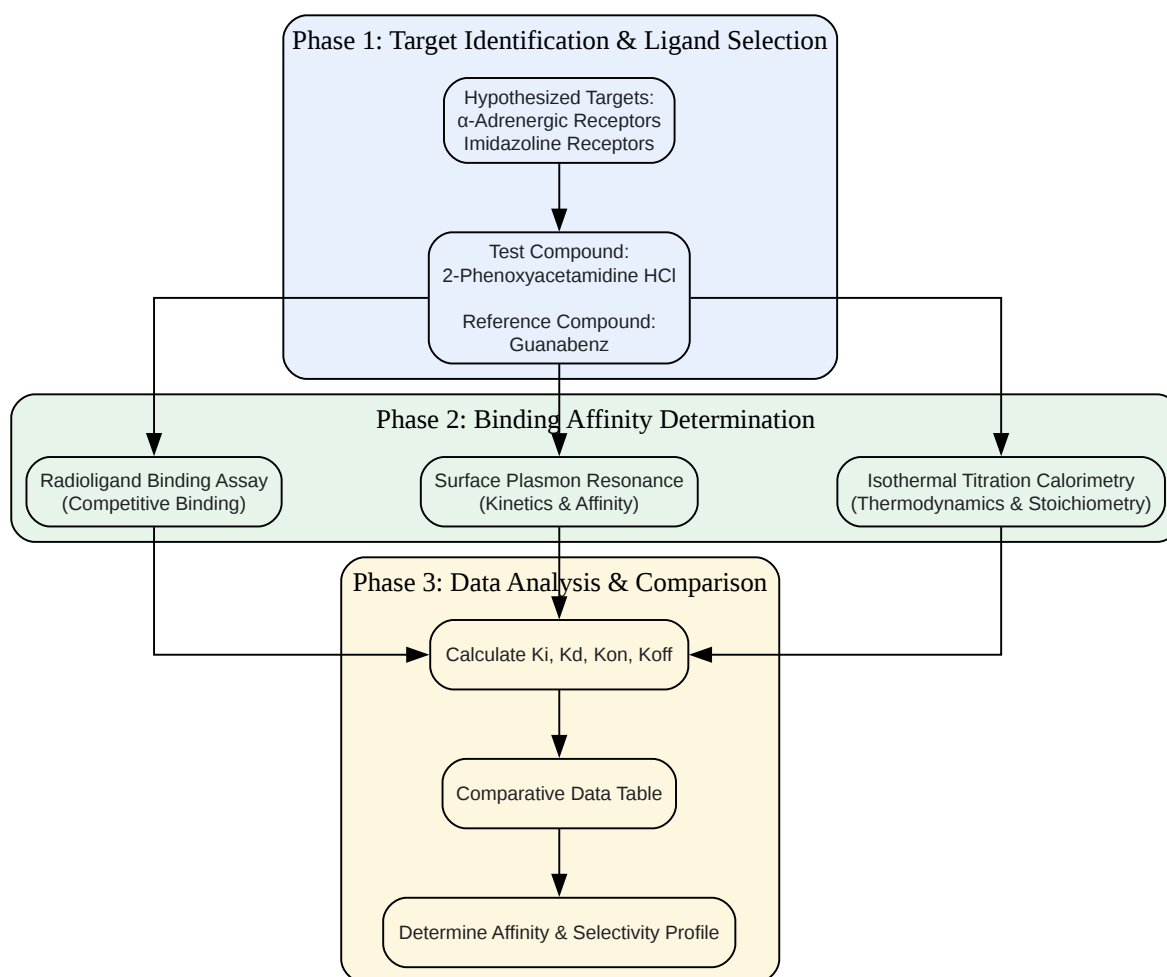 Phase 1: Target Identification & Ligand Selection
Hypothesized Targets:
α-Adrenergic Receptors
Imidazoline Receptors
Test Compound:
2-Phenoxyacetamidine HCl
Reference Compound:
Guanabenz
Phase 2: Binding Affinity Determination
Radioligand Binding Assay
(Competitive Binding)
Surface Plasmon Resonance
(Kinetics & Affinity)
Isothermal Titration Calorimetry
(Thermodynamics & Stoichiometry)
Phase 3: Data Analysis & Comparison
Calculate Ki, Kd, Kon, Koff
Comparative Data Table
Determine Affinity & Selectivity Profile